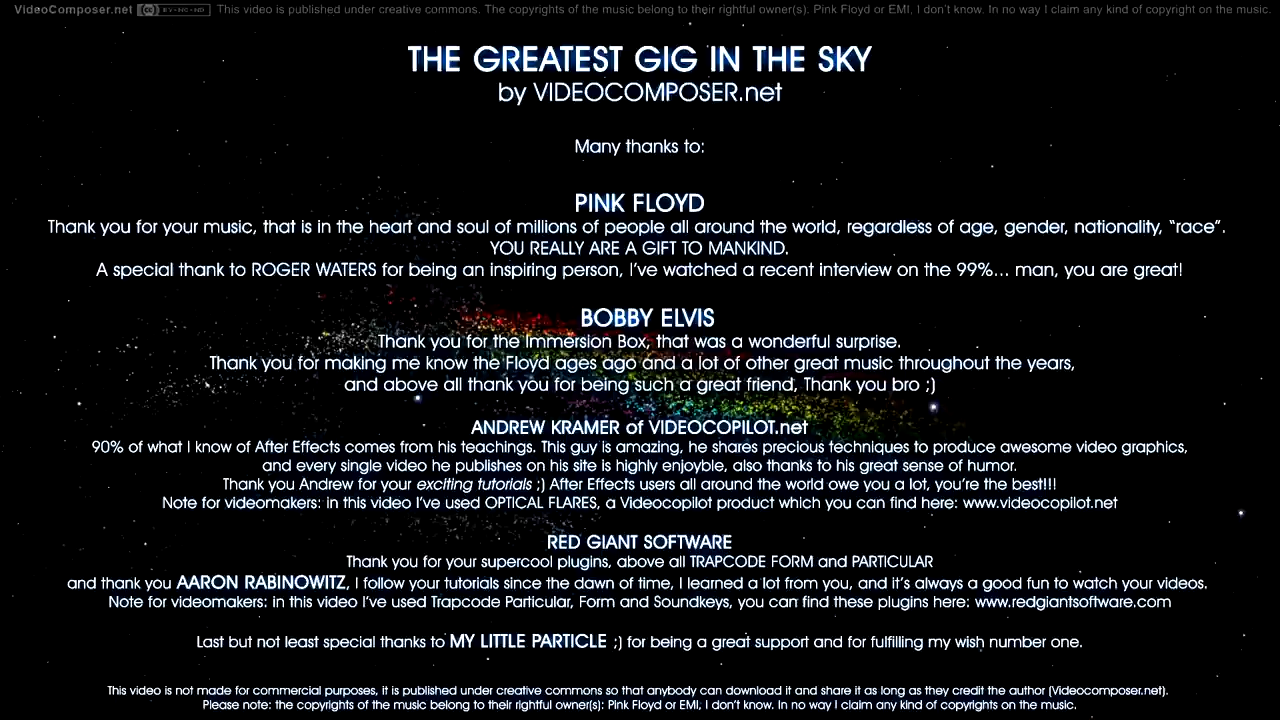 VideoComposer.net (cc) BY-NC-ND This video is published under creative commons. The copyrights of the music belong to their rightful owner(s). Pink Floyd or EMI, I don't know. In no way I claim any kind of copyright on the music.
THE GREATEST GIG IN THE SKY
by VIDEOCOMPOSER.net
Many thanks to:
PINK FLOYD
Thank you for your music, that is in the heart and soul of millions of people all around the world, regardless of age, gender, nationality, “race”.
YOU REALLY ARE A GIFT TO MANKIND.
A special thank to ROGER WATERS for being an inspiring person, I've watched a recent interview on the 99%... man, you are great!
BOBBY ELVIS
Thank you for the Immersion Box, that was a wonderful surprise.
Thank you for making me know the Floyd ages ago and a lot of other great music throughout the years,
and above all thank you for being such a great friend, Thank you bro ;)
ANDREW KRAMER of VIDEOCOPILOT.net
90% of what I know of After Effects comes from his teachings. This guy is amazing, he shares precious techniques to produce awesome video graphics,
and every single video he publishes on his site is highly enjoyble, also thanks to his great sense of humor.
Thank you Andrew for your exciting tutorials ;) After Effects users all around the world owe you a lot, you're the best!!!
Note for videomakers: in this video I've used OPTICAL FLARES, a Videocopilot product which you can find here: www.videocopilot.net
RED GIANT SOFTWARE
Thank you for your supercool plugins, above all TRAPCODE FORM and PARTICULAR
and thank you AARON RABINOWITZ, I follow your tutorials since the dawn of time, I learned a lot from you, and it's always a good fun to watch your videos.
Note for videomakers: in this video I've used Trapcode Particular, Form and Soundkeys, you can find these plugins here: www.redgiantsoftware.com
Last but not least special thanks to MY LITTLE PARTICLE ;) for being a great support and for fulfilling my wish number one.
This video is not made for commercial purposes, it is published under creative commons so that anybody can download it and share it as long as they credit the author (Videocomposer.net).
Please note: the copyrights of the music belong to their rightful owner(s): Pink Floyd or EMI, I don't know. In no way I claim any kind of copyrights on the music.